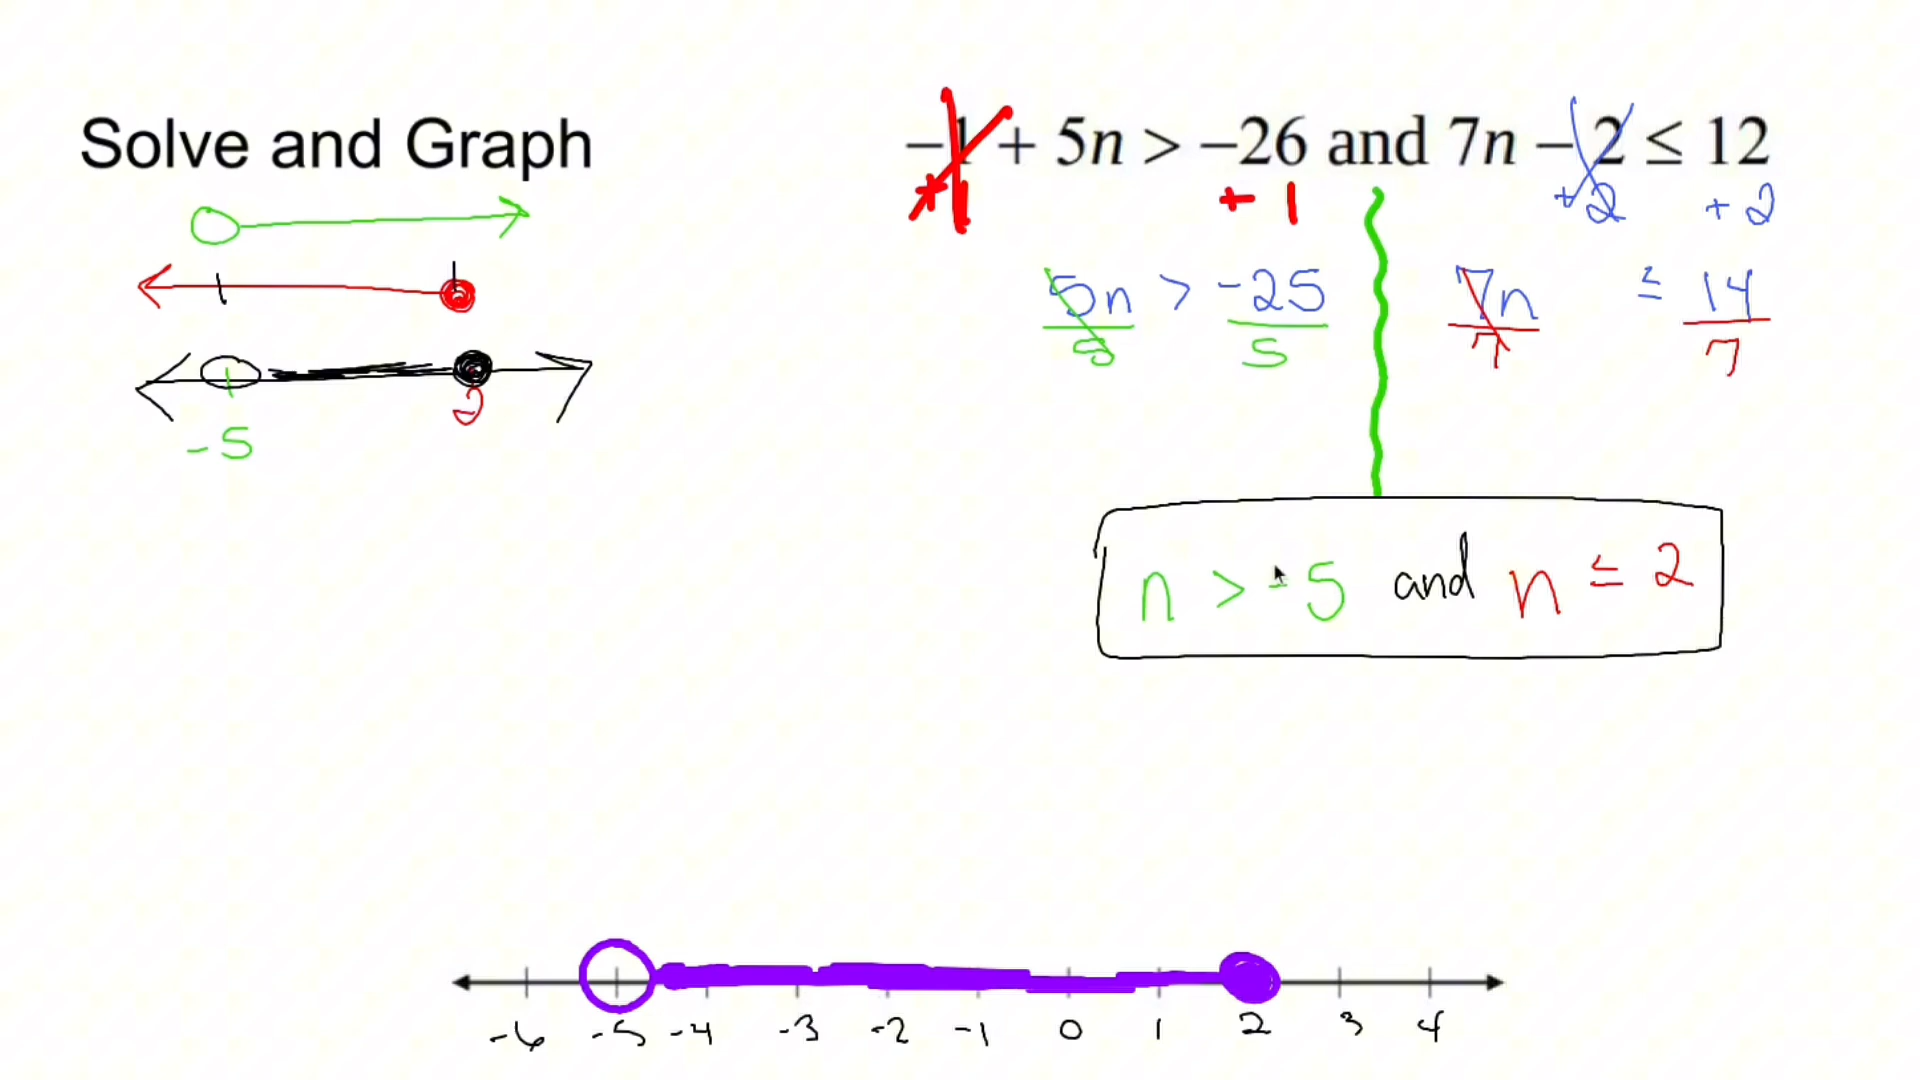 Solve and Graph
−1 + 5n > −26 and 7n − 2 ≤ 12
+1 + 1 +2 + 2
5n > -25 7n ≤ 14
5 5 7 7
-5 2
n > -5 and n ≤ 2
-6 -5 -4 -3 -2 -1 0 1 2 3 4